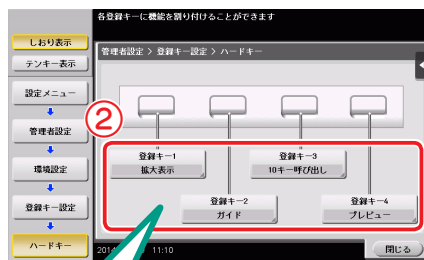 各登録キーに機能を割り付けることができます
しおり表示
テンキー表示
管理者設定 > 登録キー設定 > ハードキー
設定メニュー
管理者設定
環境設定
登録キー設定
ハードキー
②
登録キー1
拡大表示
登録キー3
10キー呼び出し
登録キー2
ガイド
登録キー4
プレビュー
11:10
閉じる